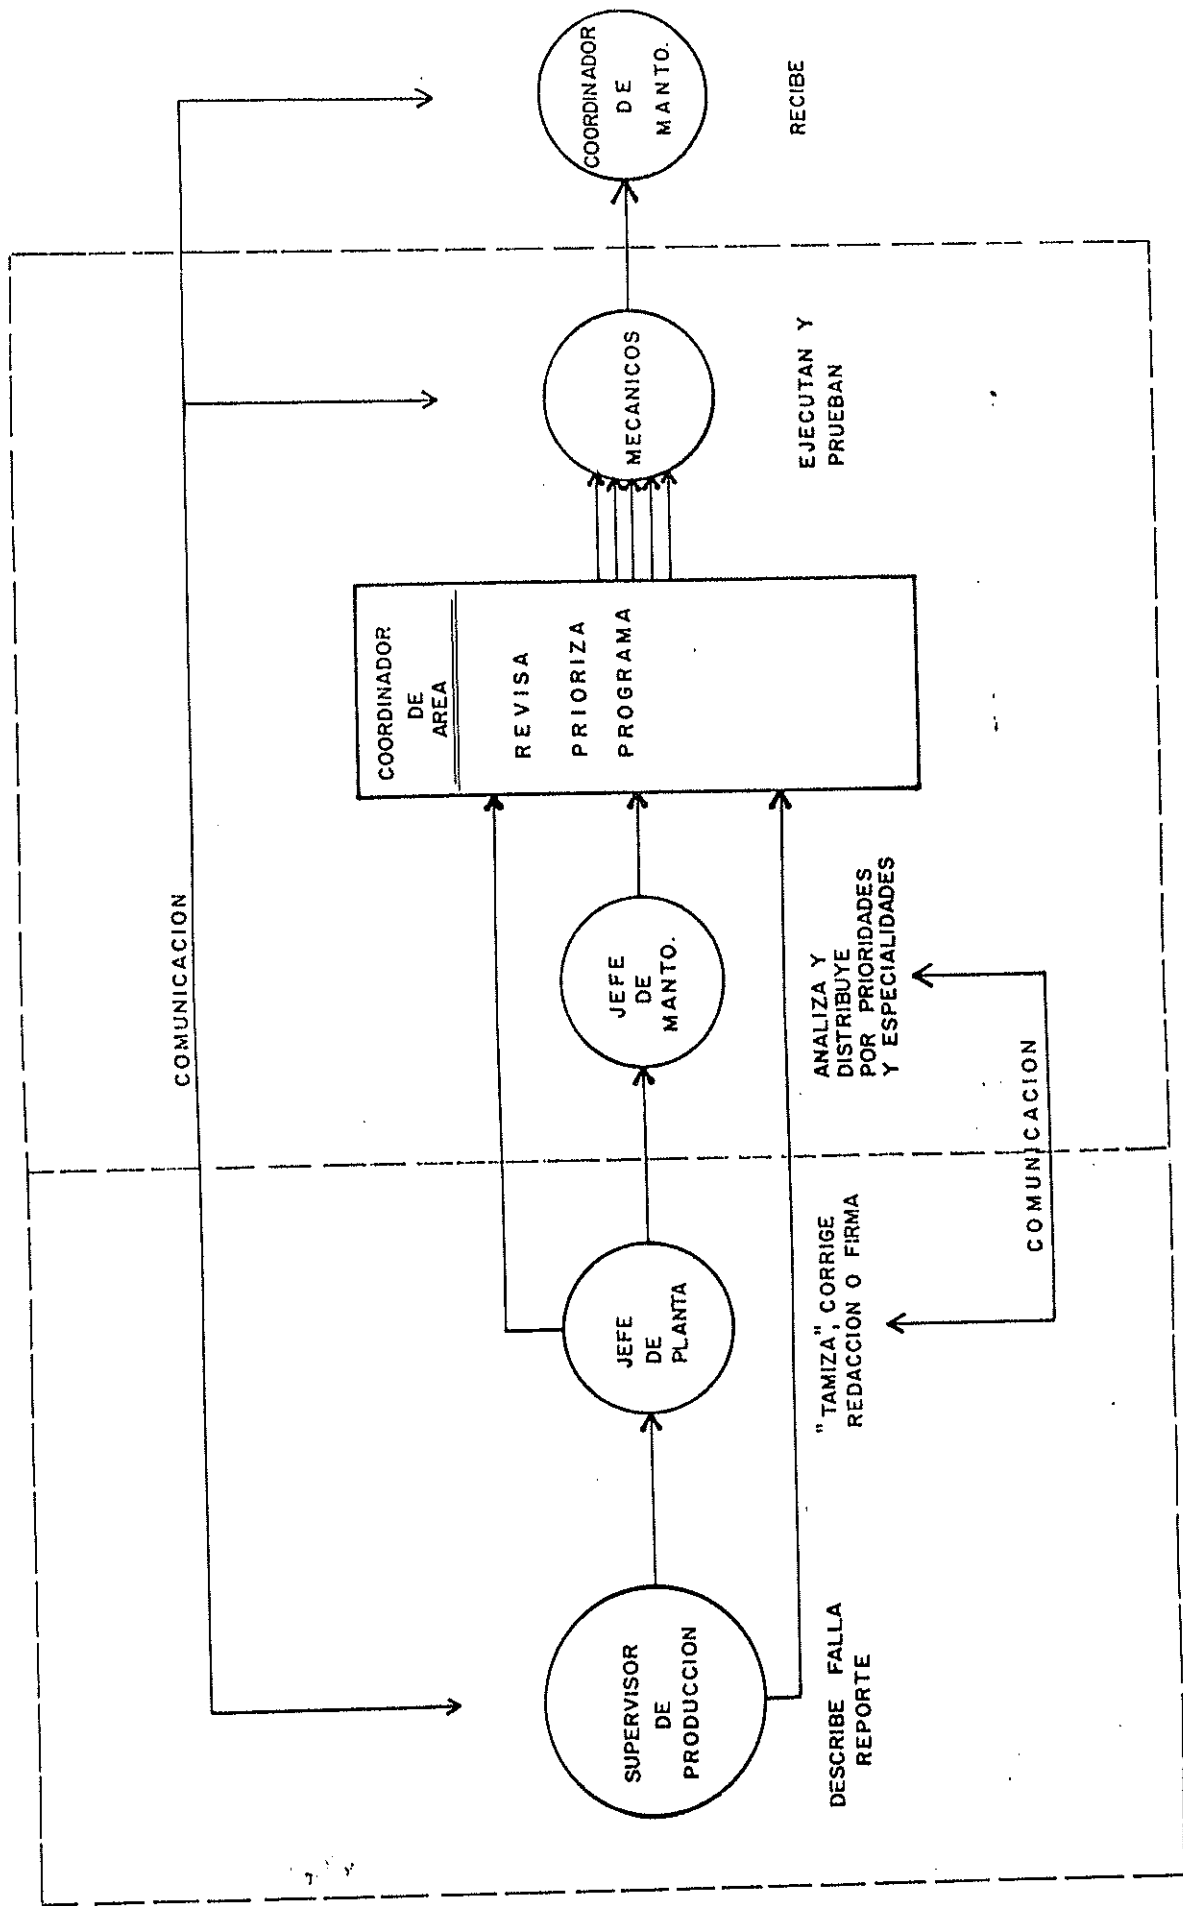 COMUNICACION
SUPERVISOR
DE
PRODUCCION
DESCRIBE FALLA
REPORTE
JEFE
DE
PLANTA
"TAMIZA", CORRIGE
REDACCION O FIRMA
JEFE
DE
MANTO.
ANALIZA Y
DISTRIBUYE
POR PRIORIDADES
Y ESPECIALIDADES
COMUNICACION
COORDINADOR
DE
AREA
REVISA
PRIORIZA
PROGRAMA
MECANICOS
EJECUTAN Y
PRUEBAN
COORDINADOR
DE
MANTO.
RECIBE